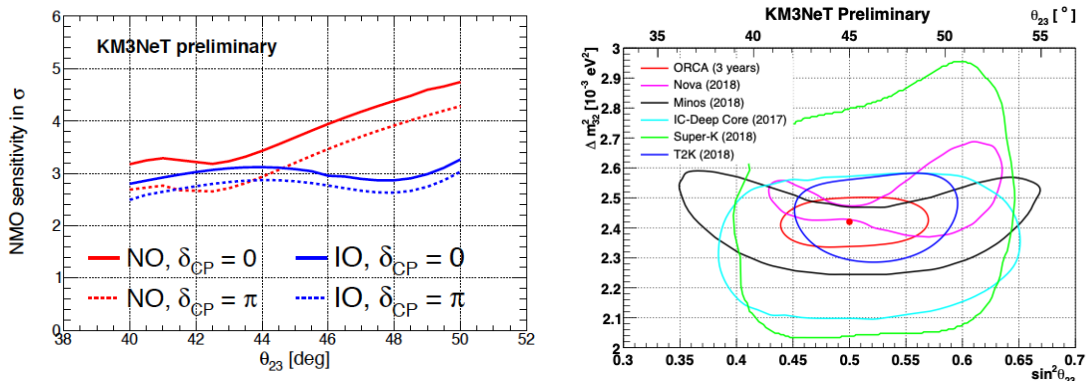 KM3NeT preliminary
NMO sensitivity in σ
6
5
4
3
2
1
0
NO, δCP = 0
IO, δCP = 0
NO, δCP = π
IO, δCP = π
38 40 42 44 46 48 50 52
θ23 [deg]
KM3NeT Preliminary
θ23 [°]
35 40 45 50 55
Δ m²32 [10⁻³ eV²]
3
2.9
2.8
2.7
2.6
2.5
2.4
2.3
2.2
2.1
2
ORCA (3 years)
Nova (2018)
Minos (2018)
IC-Deep Core (2017)
Super-K (2018)
T2K (2018)
0.3 0.4 0.45 0.5 0.55 0.6 0.65 0.7
sin²θ23